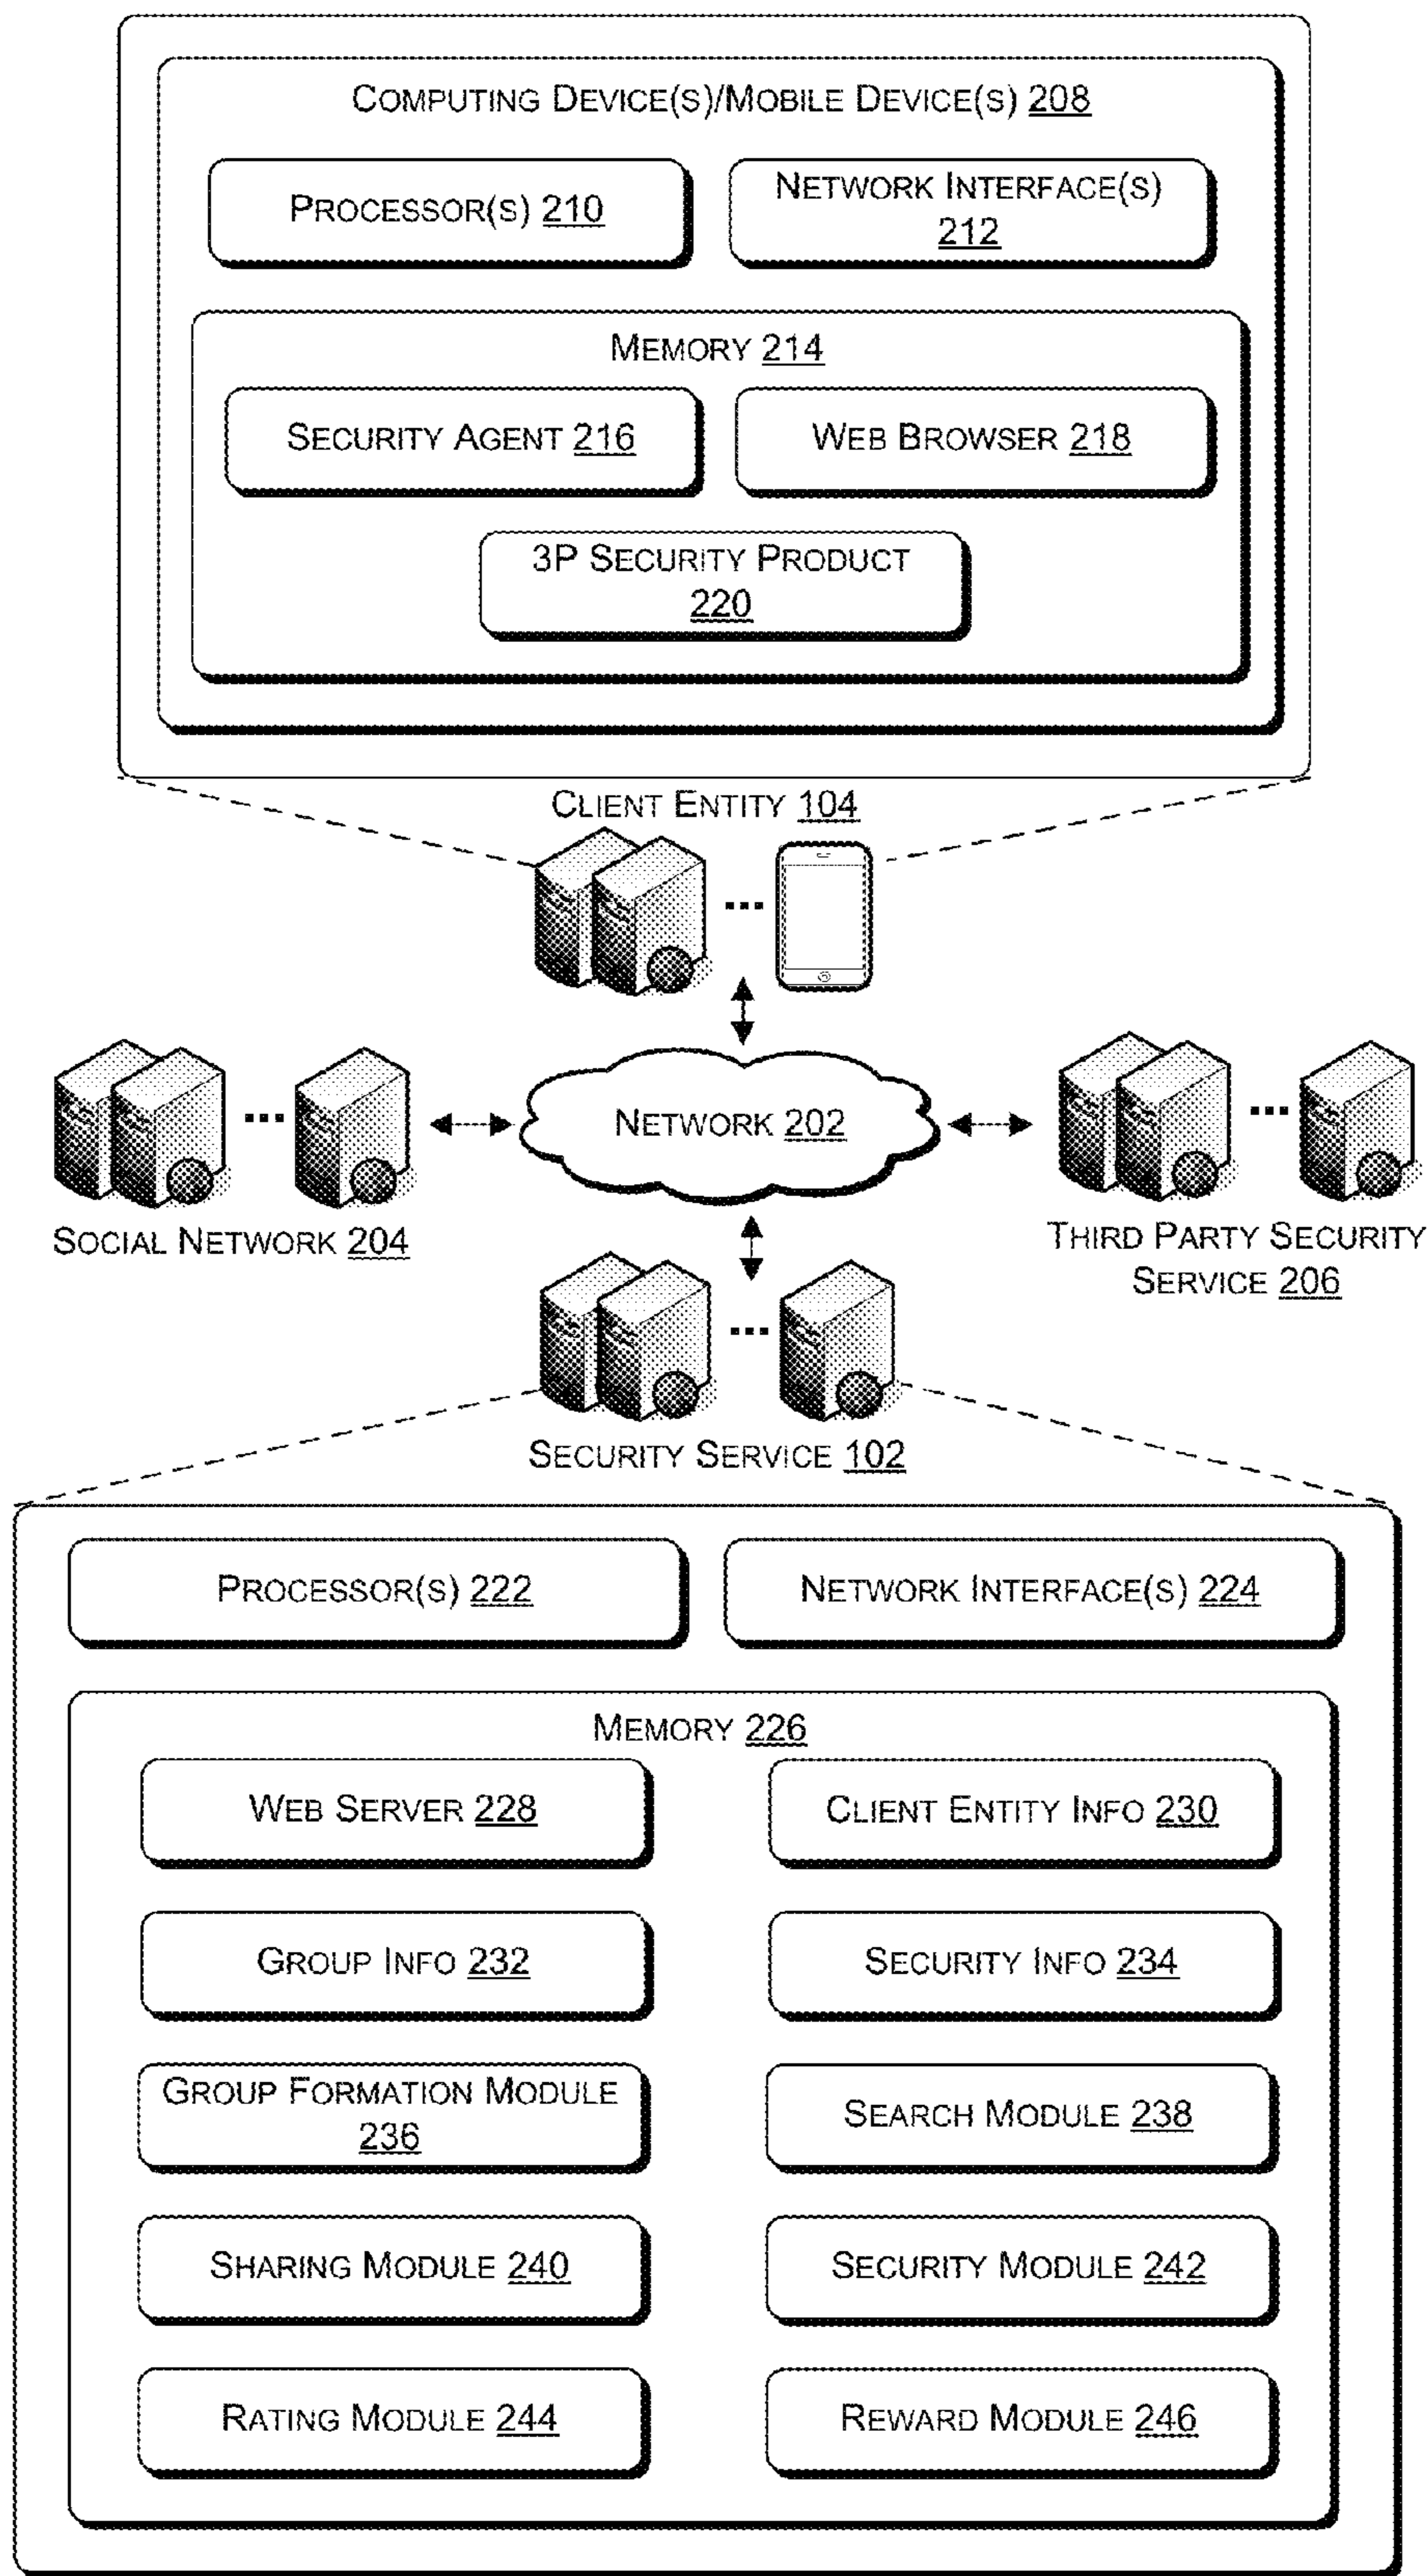 COMPUTING DEVICE(S)/MOBILE DEVICE(S) 208
PROCESSOR(S) 210
NETWORK INTERFACE(S)
212
MEMORY 214
SECURITY AGENT 216
WEB BROWSER 218
3P SECURITY PRODUCT
220
CLIENT ENTITY 104
NETWORK 202
SOCIAL NETWORK 204
THIRD PARTY SECURITY
SERVICE 206
SECURITY SERVICE 102
PROCESSOR(S) 222
NETWORK INTERFACE(S) 224
MEMORY 226
WEB SERVER 228
CLIENT ENTITY INFO 230
GROUP INFO 232
SECURITY INFO 234
GROUP FORMATION MODULE
236
SEARCH MODULE 238
SHARING MODULE 240
SECURITY MODULE 242
RATING MODULE 244
REWARD MODULE 246